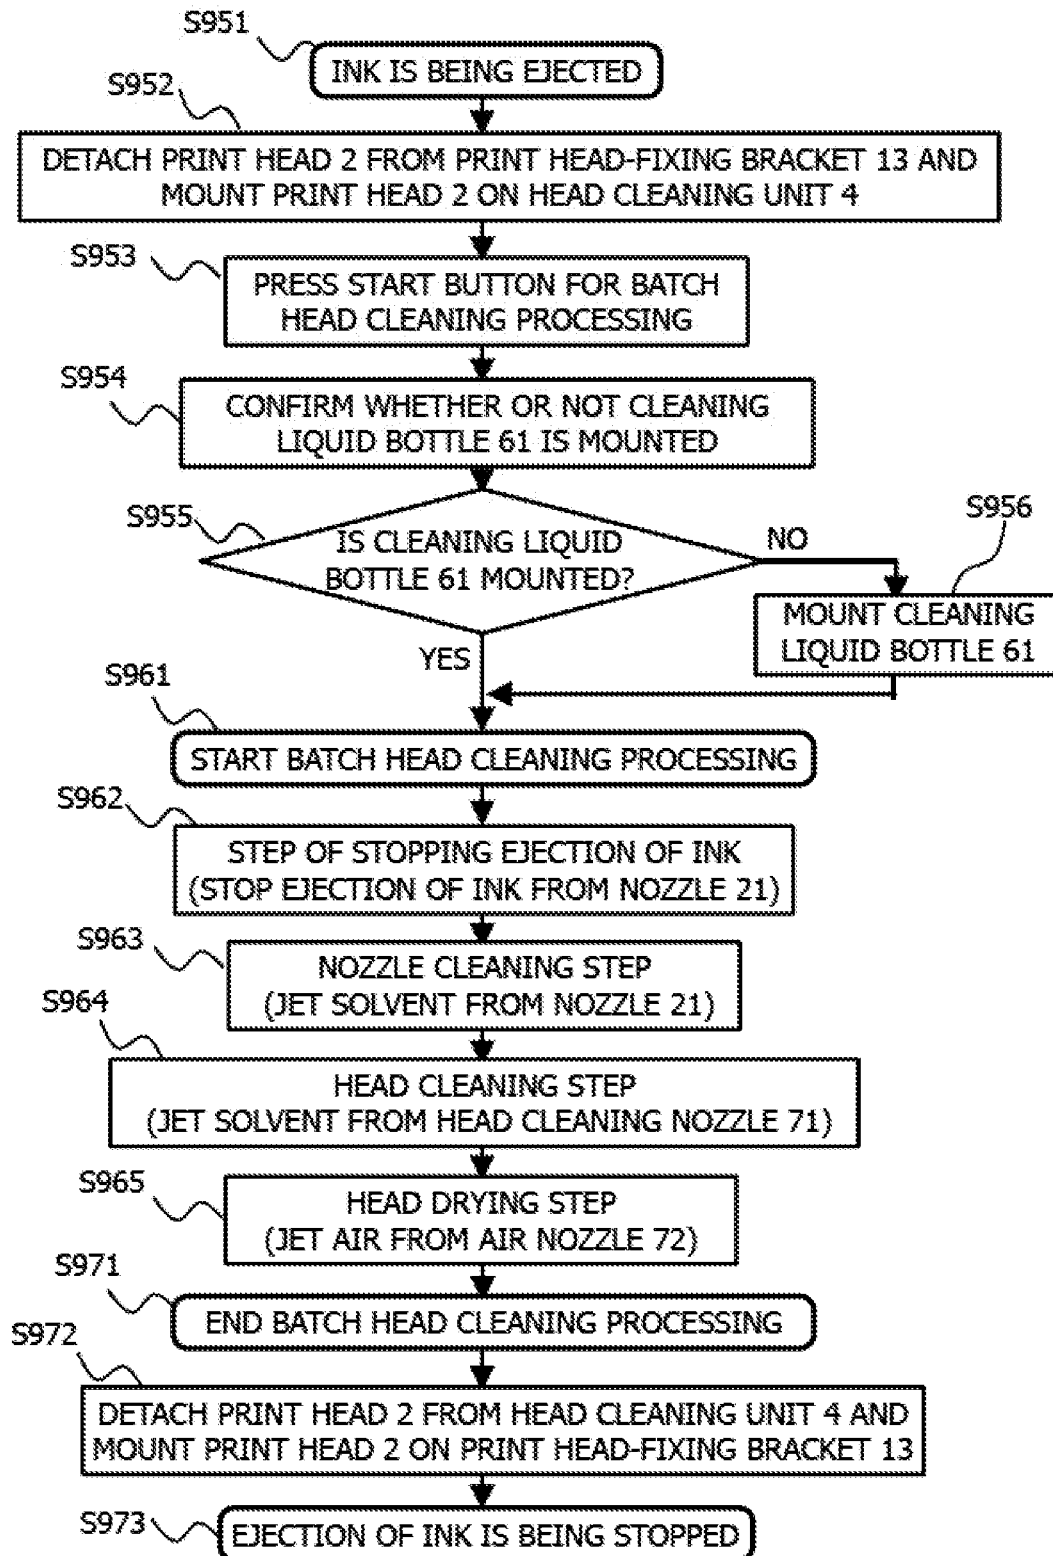 S951
INK IS BEING EJECTED
S952
DETACH PRINT HEAD 2 FROM PRINT HEAD-FIXING BRACKET 13 AND
MOUNT PRINT HEAD 2 ON HEAD CLEANING UNIT 4
S953
PRESS START BUTTON FOR BATCH
HEAD CLEANING PROCESSING
S954
CONFIRM WHETHER OR NOT CLEANING
LIQUID BOTTLE 61 IS MOUNTED
S955
IS CLEANING LIQUID
BOTTLE 61 MOUNTED?
NO
S956
MOUNT CLEANING
LIQUID BOTTLE 61
YES
S961
START BATCH HEAD CLEANING PROCESSING
S962
STEP OF STOPPING EJECTION OF INK
(STOP EJECTION OF INK FROM NOZZLE 21)
S963
NOZZLE CLEANING STEP
(JET SOLVENT FROM NOZZLE 21)
S964
HEAD CLEANING STEP
(JET SOLVENT FROM HEAD CLEANING NOZZLE 71)
S965
HEAD DRYING STEP
(JET AIR FROM AIR NOZZLE 72)
S971
END BATCH HEAD CLEANING PROCESSING
S972
DETACH PRINT HEAD 2 FROM HEAD CLEANING UNIT 4 AND
MOUNT PRINT HEAD 2 ON PRINT HEAD-FIXING BRACKET 13
S973
EJECTION OF INK IS BEING STOPPED